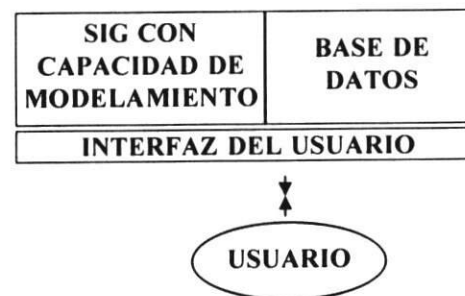 SIG CON
CAPACIDAD DE
MODELAMIENTO
BASE DE
DATOS
INTERFAZ DEL USUARIO
USUARIO